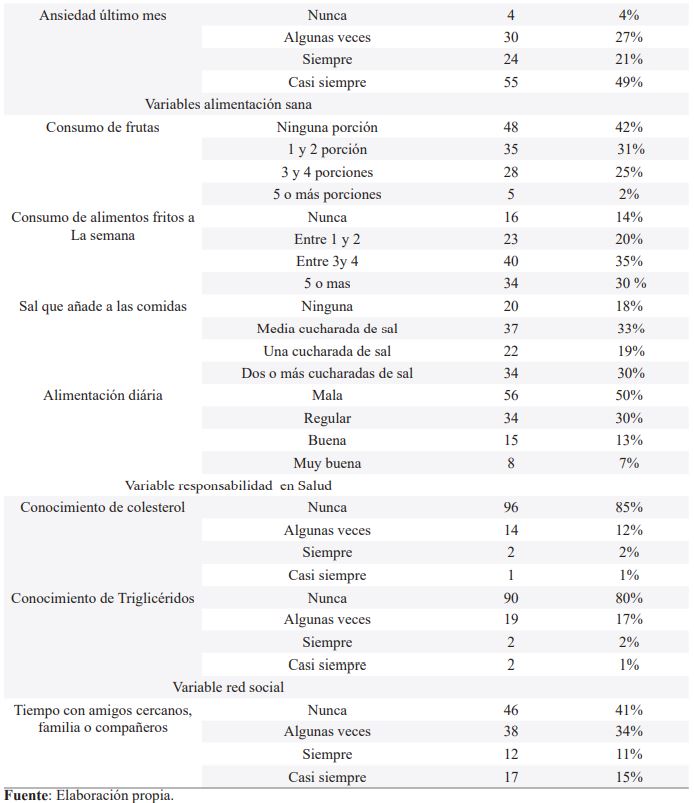 Ansiedad último mes Nunca 4 4%
Algunas veces 30 27%
Siempre 24 21%
Casi siempre 55 49%
Variables alimentación sana
Consumo de frutas Ninguna porción 48 42%
1 y 2 porción 35 31%
3 y 4 porciones 28 25%
5 o más porciones 5 2%
Consumo de alimentos fritos a Nunca 16 14%
La semana Entre 1 y 2 23 20%
Entre 3y 4 40 35%
5 o mas 34 30 %
Sal que añade a las comidas Ninguna 20 18%
Media cucharada de sal 37 33%
Una cucharada de sal 22 19%
Dos o más cucharadas de sal 34 30%
Alimentación diária Mala 56 50%
Regular 34 30%
Buena 15 13%
Muy buena 8 7%
Variable responsabilidad en Salud
Conocimiento de colesterol Nunca 96 85%
Algunas veces 14 12%
Siempre 2 2%
Casi siempre 1 1%
Conocimiento de Triglicéridos Nunca 90 80%
Algunas veces 19 17%
Siempre 2 2%
Casi siempre 2 1%
Variable red social
Tiempo con amigos cercanos, Nunca 46 41%
familia o compañeros Algunas veces 38 34%
Siempre 12 11%
Casi siempre 17 15%
Fuente: Elaboración propia.